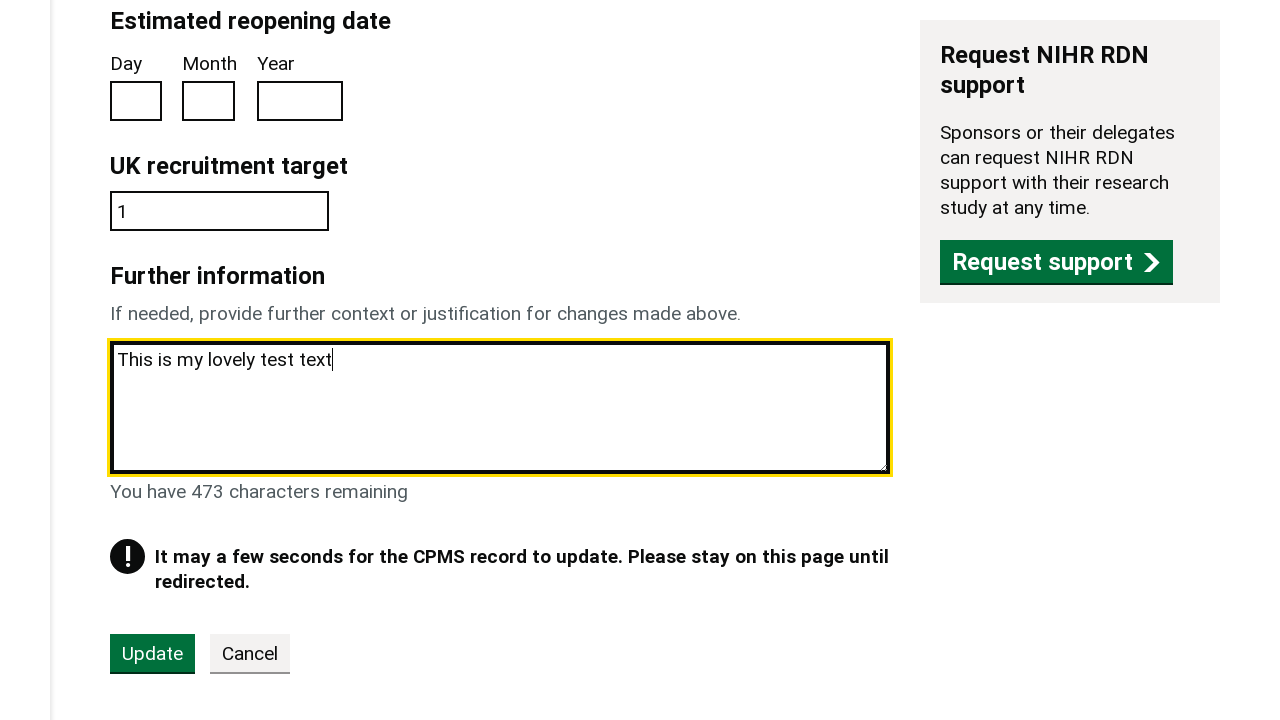 Estimated reopening date
Day Month Year
UK recruitment target
1
Further information
If needed, provide further context or justification for changes made above.
This is my lovely test text
You have 473 characters remaining
! It may a few seconds for the CPMS record to update. Please stay on this page until
redirected.
Update Cancel
Request NIHR RDN
support
Sponsors or their delegates
can request NIHR RDN
support with their research
study at any time.
Request support